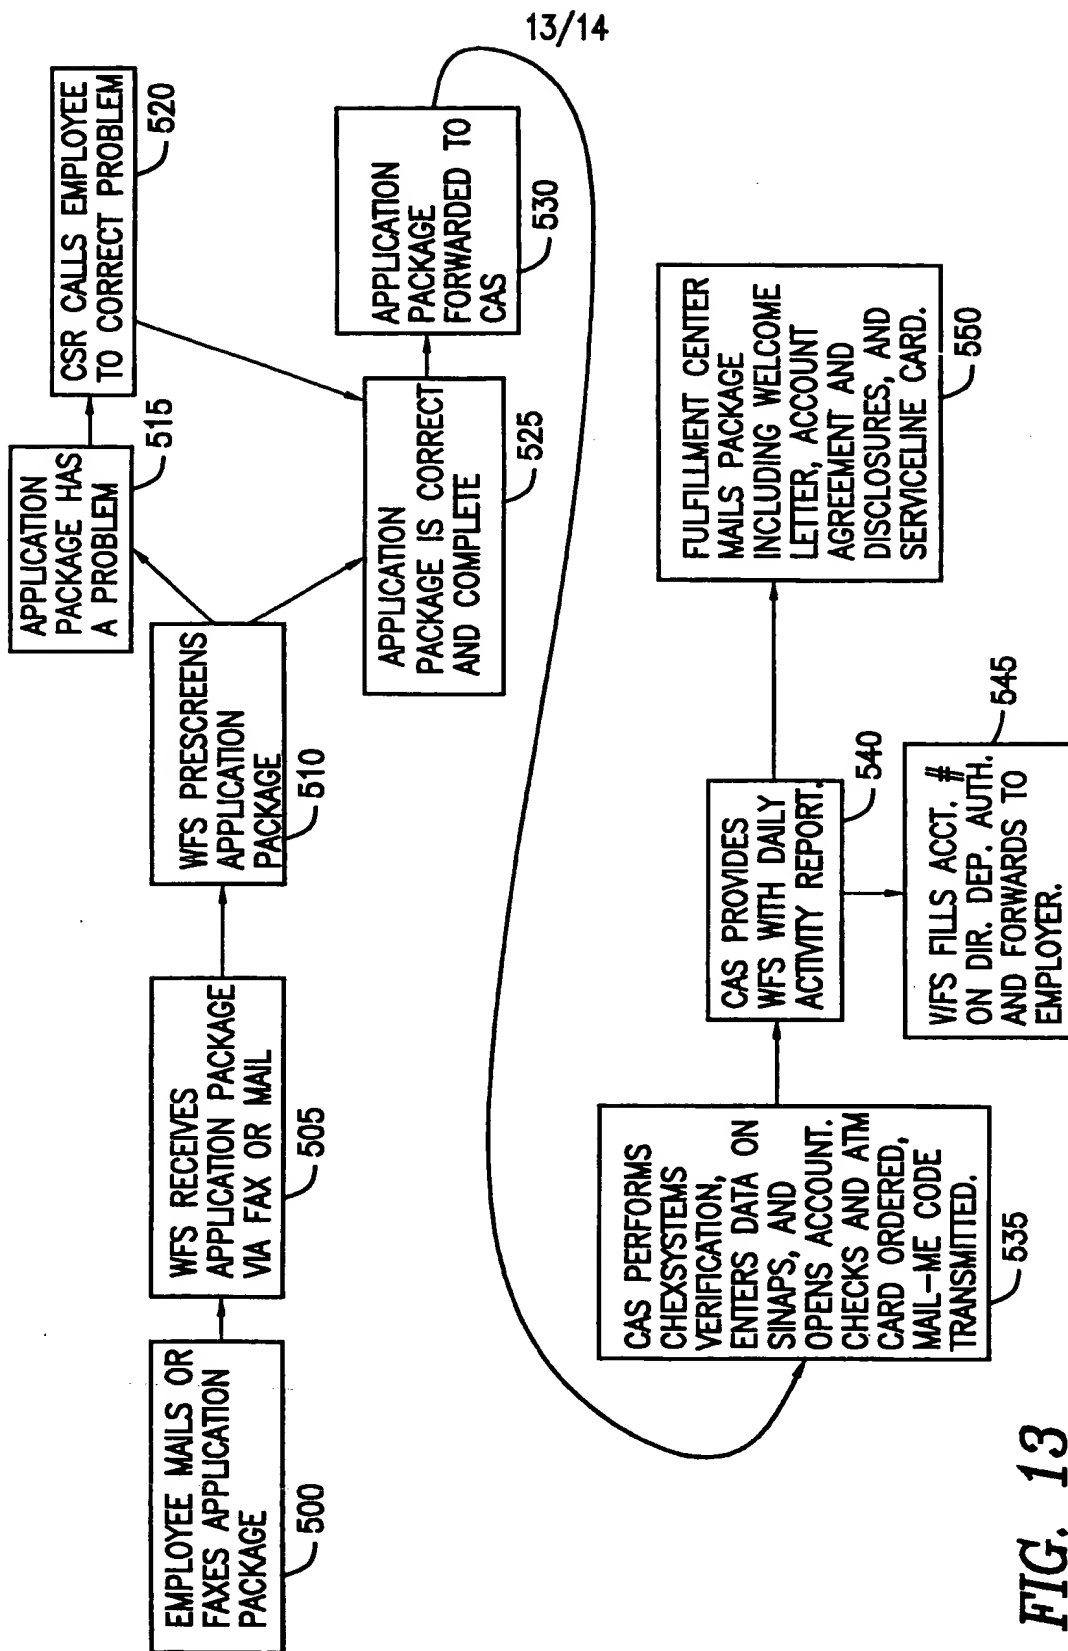 13/14
EMPLOYEE MAILS OR
FAXES APPLICATION
PACKAGE
500
WFS RECEIVES
APPLICATION PACKAGE
VIA FAX OR MAIL
505
WFS PRESCREENS
APPLICATION
PACKAGE
510
APPLICATION
PACKAGE HAS
A PROBLEM
515
CSR CALLS EMPLOYEE
TO CORRECT PROBLEM
520
APPLICATION
PACKAGE IS CORRECT
AND COMPLETE
525
APPLICATION
PACKAGE
FORWARDED TO
CAS
530
CAS PERFORMS
CHEXSYSTEMS
VERIFICATION,
ENTERS DATA ON
SINAPS, AND
OPENS ACCOUNT.
CHECKS AND ATM
CARD ORDERED,
MAIL-ME CODE
TRANSMITTED.
535
CAS PROVIDES
WFS WITH DAILY
ACTIVITY REPORT.
540
WFS FILLS ACCT. #
ON DIR. DEP. AUTH.
AND FORWARDS TO
EMPLOYER.
545
FULFILLMENT CENTER
MAILS PACKAGE
INCLUDING WELCOME
LETTER, ACCOUNT
AGREEMENT AND
DISCLOSURES, AND
SERVICELINE CARD.
550
FIG. 13